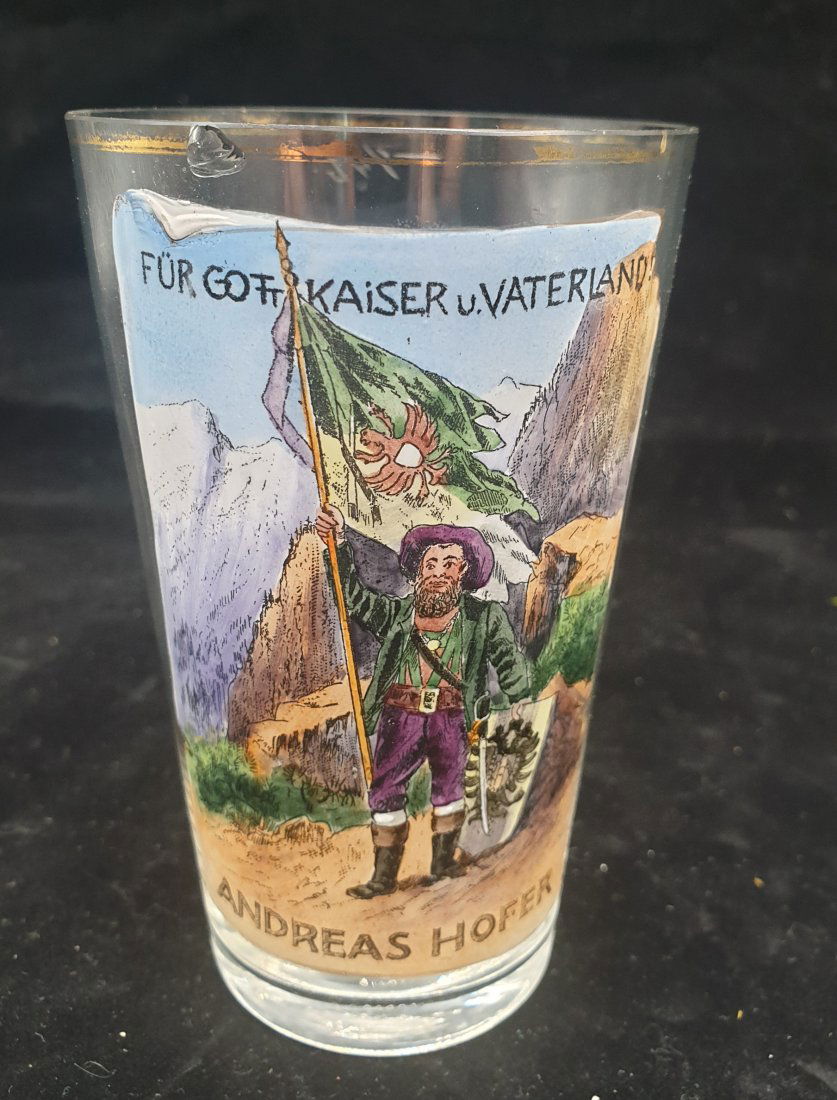 FÜR GOTT KAiSER u. VATERLAND!
ANDREAS HOFER